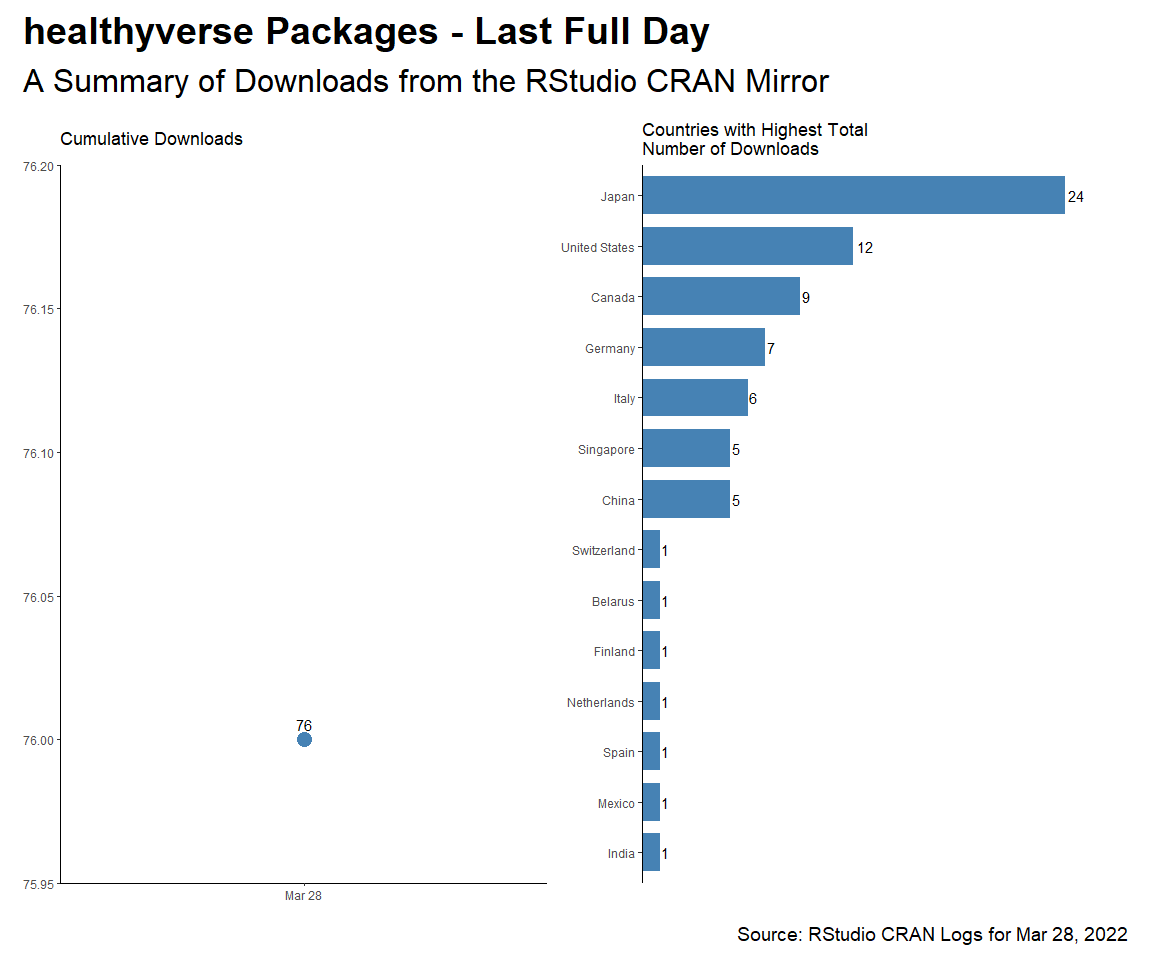 healthyverse Packages - Last Full Day
A Summary of Downloads from the RStudio CRAN Mirror
Cumulative Downloads
76.20
76.15
76.10
76.05
76.00
75.95
76
Mar 28
Countries with Highest Total
Number of Downloads
Japan 24
United States 12
Canada 9
Germany 7
Italy 6
Singapore 5
China 5
Switzerland 1
Belarus 1
Finland 1
Netherlands 1
Spain 1
Mexico 1
India 1
Source: RStudio CRAN Logs for Mar 28, 2022